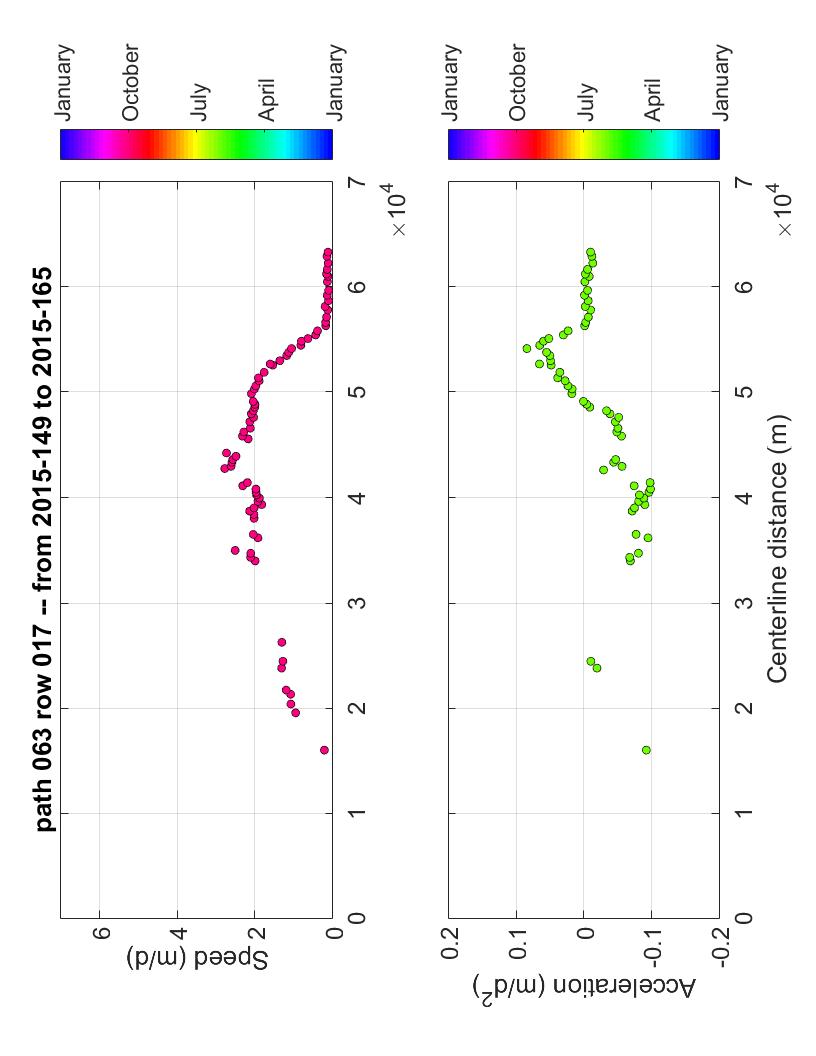 path 063 row 017 -- from 2015-149 to 2015-165
Speed (m/d)
6
4
2
0
0
1
2
3
4
5
6
7
×10⁴
January
October
July
April
January
Acceleration (m/d²)
0.2
0.1
0
-0.1
-0.2
0
1
2
3
4
5
6
7
×10⁴
Centerline distance (m)
January
October
July
April
January